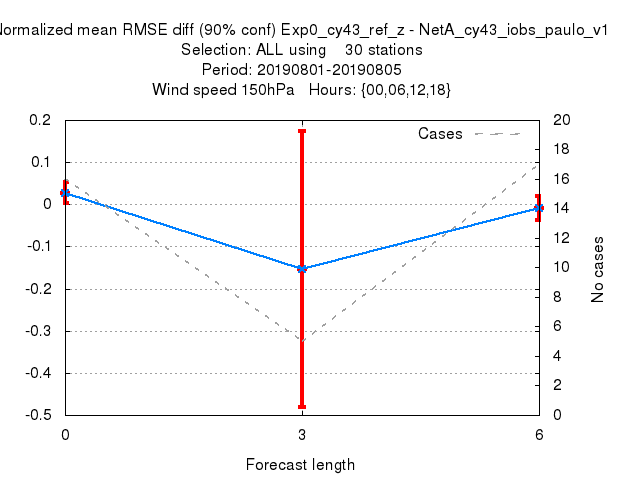 Normalized mean RMSE diff (90% conf) Exp0_cy43_ref_z - NetA_cy43_iobs_paulo_v1
Selection: ALL using 30 stations
Period: 20190801-20190805
Wind speed 150hPa Hours: {00,06,12,18}
Cases
0.2
0.1
0
-0.1
-0.2
-0.3
-0.4
-0.5
20
18
16
14
12
10
8
6
4
2
0
No cases
0 3 6
Forecast length